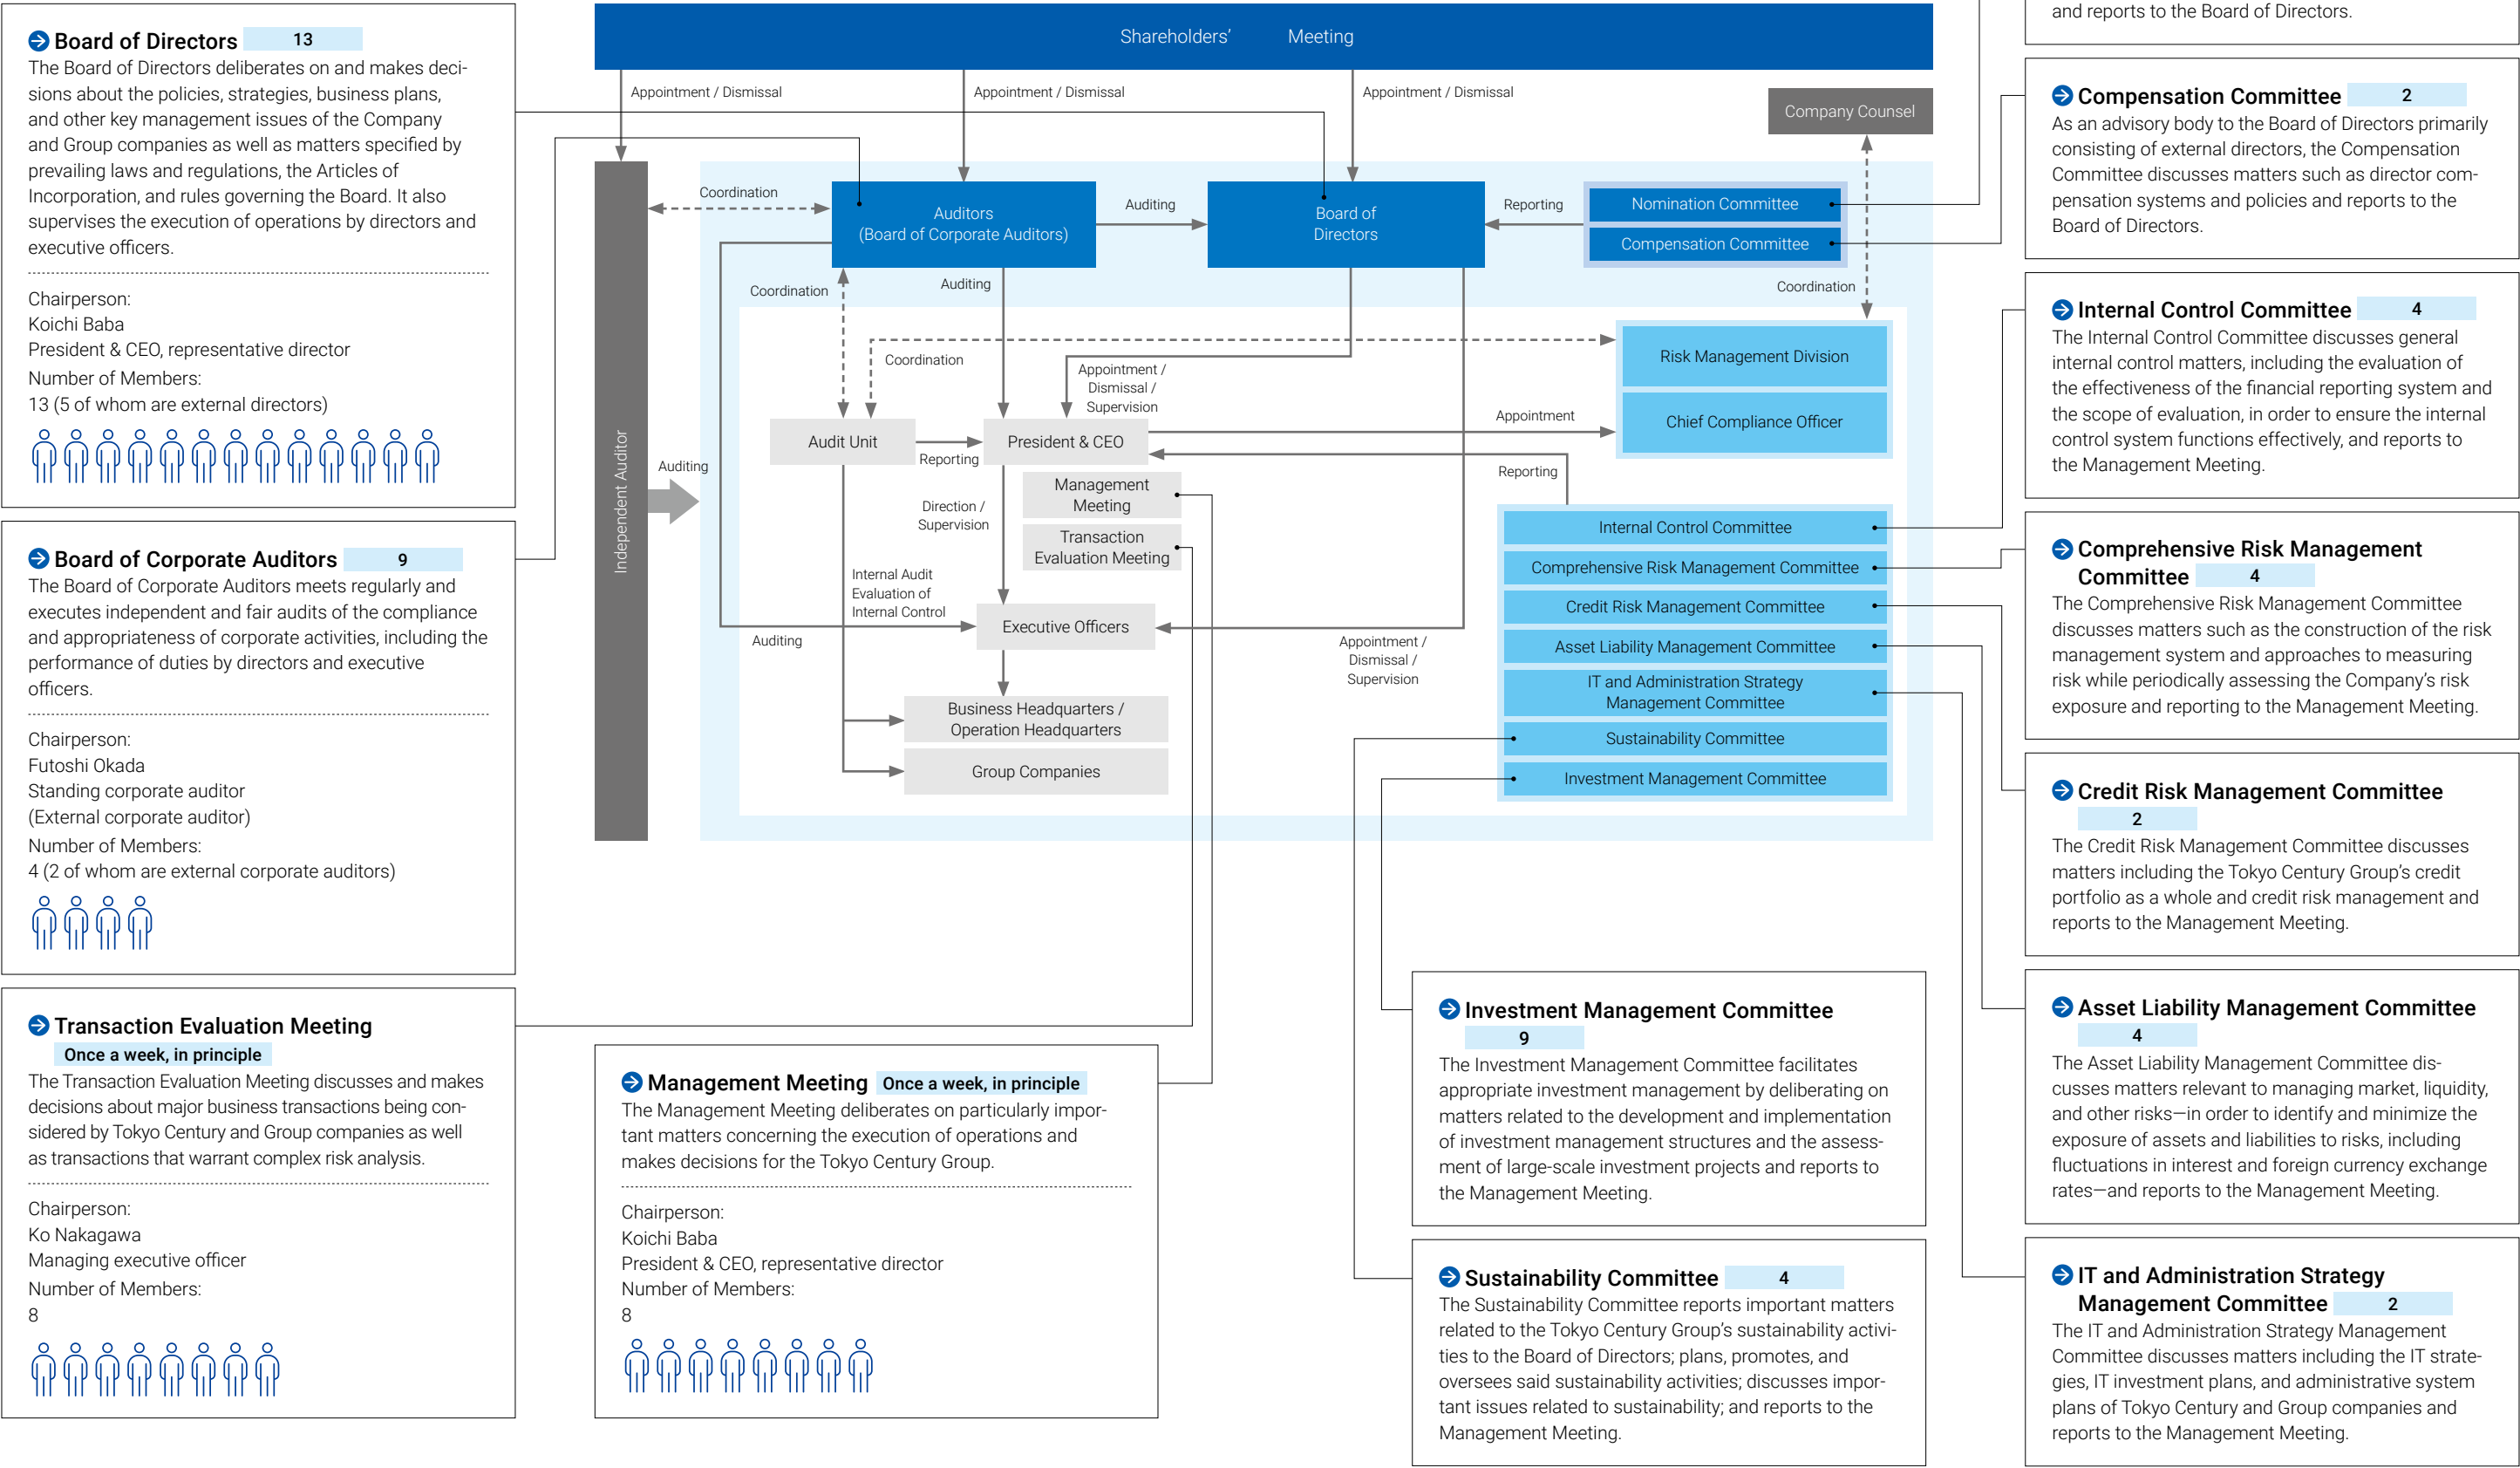 Board of Directors 13
The Board of Directors deliberates on and makes deci-
sions about the policies, strategies, business plans,
and other key management issues of the Company
and Group companies as well as matters specified by
prevailing laws and regulations, the Articles of
Incorporation, and rules governing the Board. It also
supervises the execution of operations by directors and
executive officers.
Chairperson:
Koichi Baba
President & CEO, representative director
Number of Members:
13 (5 of whom are external directors)
Board of Corporate Auditors 9
The Board of Corporate Auditors meets regularly and
executes independent and fair audits of the compliance
and appropriateness of corporate activities, including the
performance of duties by directors and executive
officers.
Chairperson:
Futoshi Okada
Standing corporate auditor
(External corporate auditor)
Number of Members:
4 (2 of whom are external corporate auditors)
Transaction Evaluation Meeting
Once a week, in principle
The Transaction Evaluation Meeting discusses and makes
decisions about major business transactions being con-
sidered by Tokyo Century and Group companies as well
as transactions that warrant complex risk analysis.
Chairperson:
Ko Nakagawa
Managing executive officer
Number of Members:
8
Shareholders' Meeting
Appointment / Dismissal
Appointment / Dismissal
Appointment / Dismissal
Company Counsel
Independent Auditor
Coordination
Auditors
(Board of Corporate Auditors)
Auditing
Board of
Directors
Reporting
Nomination Committee
Compensation Committee
Coordination
Auditing
Coordination
Coordination
Appointment /
Dismissal /
Supervision
Risk Management Division
Chief Compliance Officer
Appointment
Audit Unit
Reporting
President & CEO
Auditing
Reporting
Management
Meeting
Direction /
Supervision
Transaction
Evaluation Meeting
Internal Audit
Evaluation of
Internal Control
Executive Officers
Auditing
Appointment /
Dismissal /
Supervision
Business Headquarters /
Operation Headquarters
Group Companies
Internal Control Committee
Comprehensive Risk Management Committee
Credit Risk Management Committee
Asset Liability Management Committee
IT and Administration Strategy
Management Committee
Sustainability Committee
Investment Management Committee
Management Meeting Once a week, in principle
The Management Meeting deliberates on particularly impor-
tant matters concerning the execution of operations and
makes decisions for the Tokyo Century Group.
Chairperson:
Koichi Baba
President & CEO, representative director
Number of Members:
8
Investment Management Committee
9
The Investment Management Committee facilitates
appropriate investment management by deliberating on
matters related to the development and implementation
of investment management structures and the assess-
ment of large-scale investment projects and reports to
the Management Meeting.
Sustainability Committee 4
The Sustainability Committee reports important matters
related to the Tokyo Century Group's sustainability activi-
ties to the Board of Directors; plans, promotes, and
oversees said sustainability activities; discusses impor-
tant issues related to sustainability; and reports to the
Management Meeting.
and reports to the Board of Directors.
Compensation Committee 2
As an advisory body to the Board of Directors primarily
consisting of external directors, the Compensation
Committee discusses matters such as director com-
pensation systems and policies and reports to the
Board of Directors.
Internal Control Committee 4
The Internal Control Committee discusses general
internal control matters, including the evaluation of
the effectiveness of the financial reporting system and
the scope of evaluation, in order to ensure the internal
control system functions effectively, and reports to
the Management Meeting.
Comprehensive Risk Management
Committee 4
The Comprehensive Risk Management Committee
discusses matters such as the construction of the risk
management system and approaches to measuring
risk while periodically assessing the Company's risk
exposure and reporting to the Management Meeting.
Credit Risk Management Committee
2
The Credit Risk Management Committee discusses
matters including the Tokyo Century Group's credit
portfolio as a whole and credit risk management and
reports to the Management Meeting.
Asset Liability Management Committee
4
The Asset Liability Management Committee dis-
cusses matters relevant to managing market, liquidity,
and other risks—in order to identify and minimize the
exposure of assets and liabilities to risks, including
fluctuations in interest and foreign currency exchange
rates—and reports to the Management Meeting.
IT and Administration Strategy
Management Committee 2
The IT and Administration Strategy Management
Committee discusses matters including the IT strate-
gies, IT investment plans, and administrative system
plans of Tokyo Century and Group companies and
reports to the Management Meeting.